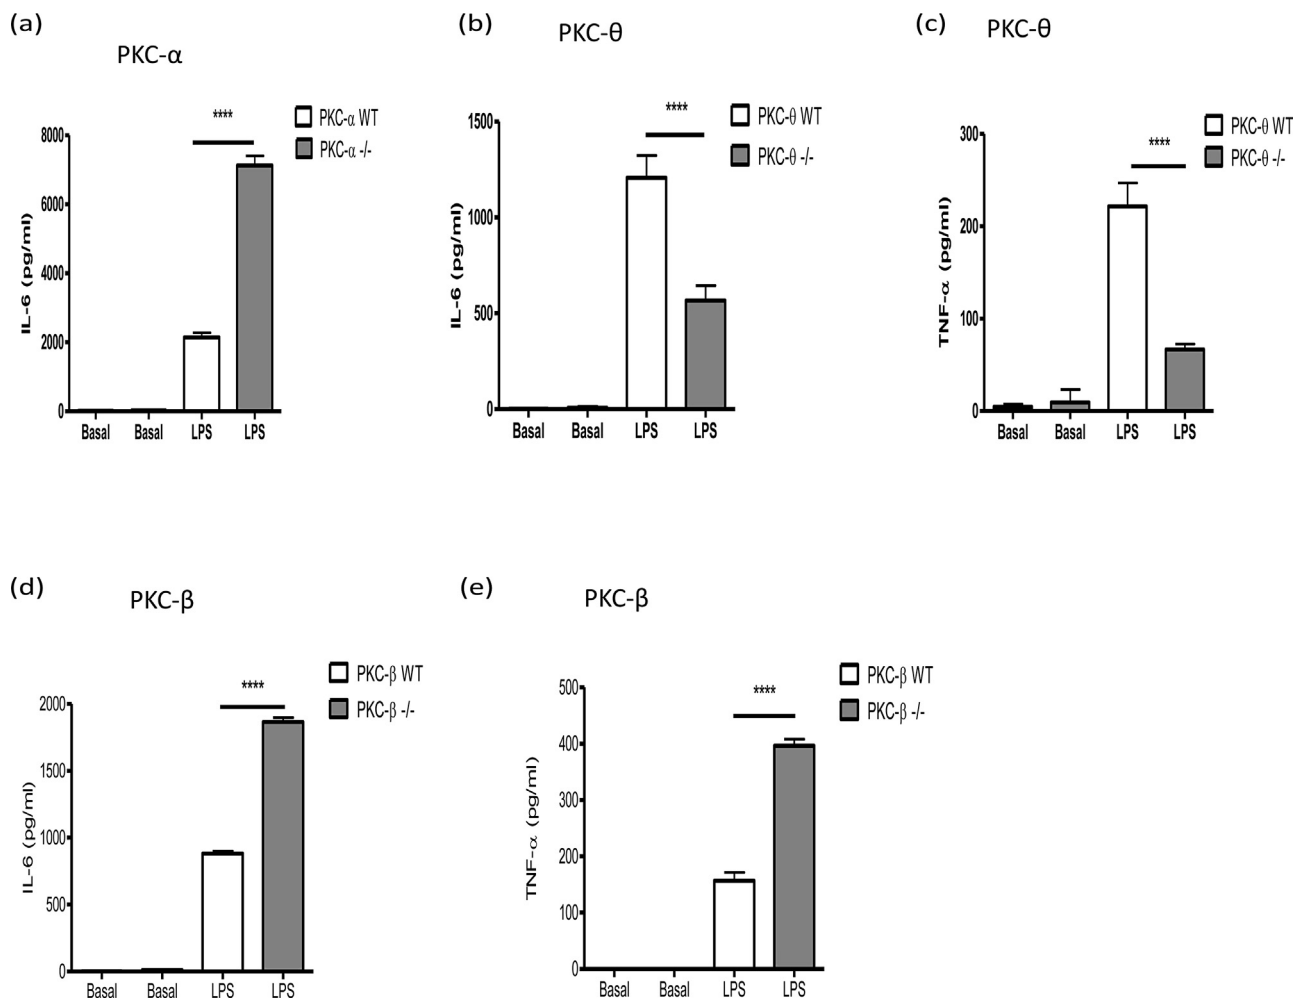 (a)
PKC-α
PKC-α WT
PKC-α -/-
****
8000
6000
4000
2000
0
IL-6 (pg/ml)
Basal Basal LPS LPS
(b)
PKC-θ
PKC-θ WT
PKC-θ -/-
****
1500
1000
500
0
IL-6 (pg/ml)
Basal Basal LPS LPS
(c)
PKC-θ
PKC-θ WT
PKC-θ -/-
****
300
200
100
0
TNF-α (pg/ml)
Basal Basal LPS LPS
(d)
PKC-β
PKC-β WT
PKC-β -/-
****
2000
1500
1000
500
0
IL-6 (pg/ml)
Basal Basal LPS LPS
(e)
PKC-β
PKC-β WT
PKC-β -/-
****
500
400
300
200
100
0
TNF-α (pg/ml)
Basal Basal LPS LPS